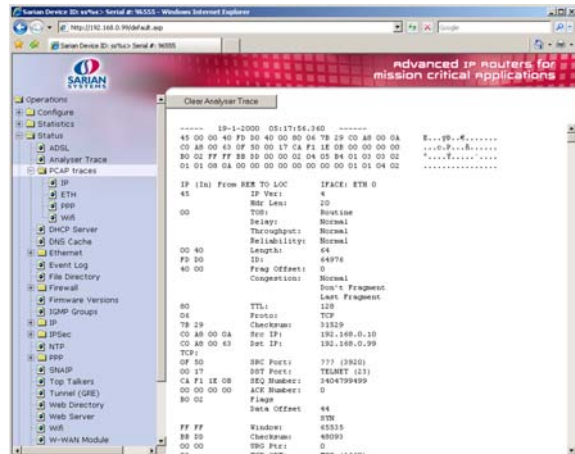 Sarian Device ID: ss%s> Serial #: 96555 - Windows Internet Explorer
http://192.168.0.99/default.asp
Google
Sarian Device ID: ss%s> Serial #: 96555
SARIAN
SYSTEMS
Advanced IP Routers for
mission critical applications
Operations
Configure
Statistics
Status
ADSL
Analyser Trace
PCAP traces
IP
ETH
PPP
Wifi
DHCP Server
DNS Cache
Ethernet
Event Log
File Directory
Firewall
Firmware Versions
IGMP Groups
IP
IPSec
NTP
PPP
SNAIP
Top Talkers
Tunnel (GRE)
Web Directory
Web Server
Wifi
W-WAN Module
Clear Analyser Trace
----- 19-1-2000 05:17:56.360 ------
45 00 00 40 FD D0 40 00 80 06 7B 29 C0 A8 00 0A
C0 A8 00 63 0F 50 00 17 CA F1 1E 0B 00 00 00 00
B0 02 FF FF BB DD 00 00 02 04 05 B4 01 03 03 02
01 01 08 0A 00 00 00 00 00 00 00 00 01 01 04 02
IP (In) From REM TO LOC IFACE: ETH 0
45 IP Ver: 4
Hdr Len: 20
00 TOS: Routine
Delay: Normal
Throughput: Normal
Reliability: Normal
00 40 Length: 64
FD D0 ID: 64976
40 00 Frag Offset: 0
Congestion: Normal
Don't Fragment
Last Fragment
80 TTL: 128
06 Proto: TCP
7B 29 Checksum: 31529
C0 A8 00 0A Src IP: 192.168.0.10
C0 A8 00 63 Dst IP: 192.168.0.99
TCP:
0F 50 SRC Port: ??? (3920)
00 17 DST Port: TELNET (23)
CA F1 1E 0B SEQ Number: 3404799499
00 00 00 00 ACK Number: 0
B0 02 Flags
Data Offset 44
SYN
FF FF Window: 65535
BB DD Checksum: 48093
00 00 URG Ptr: 0